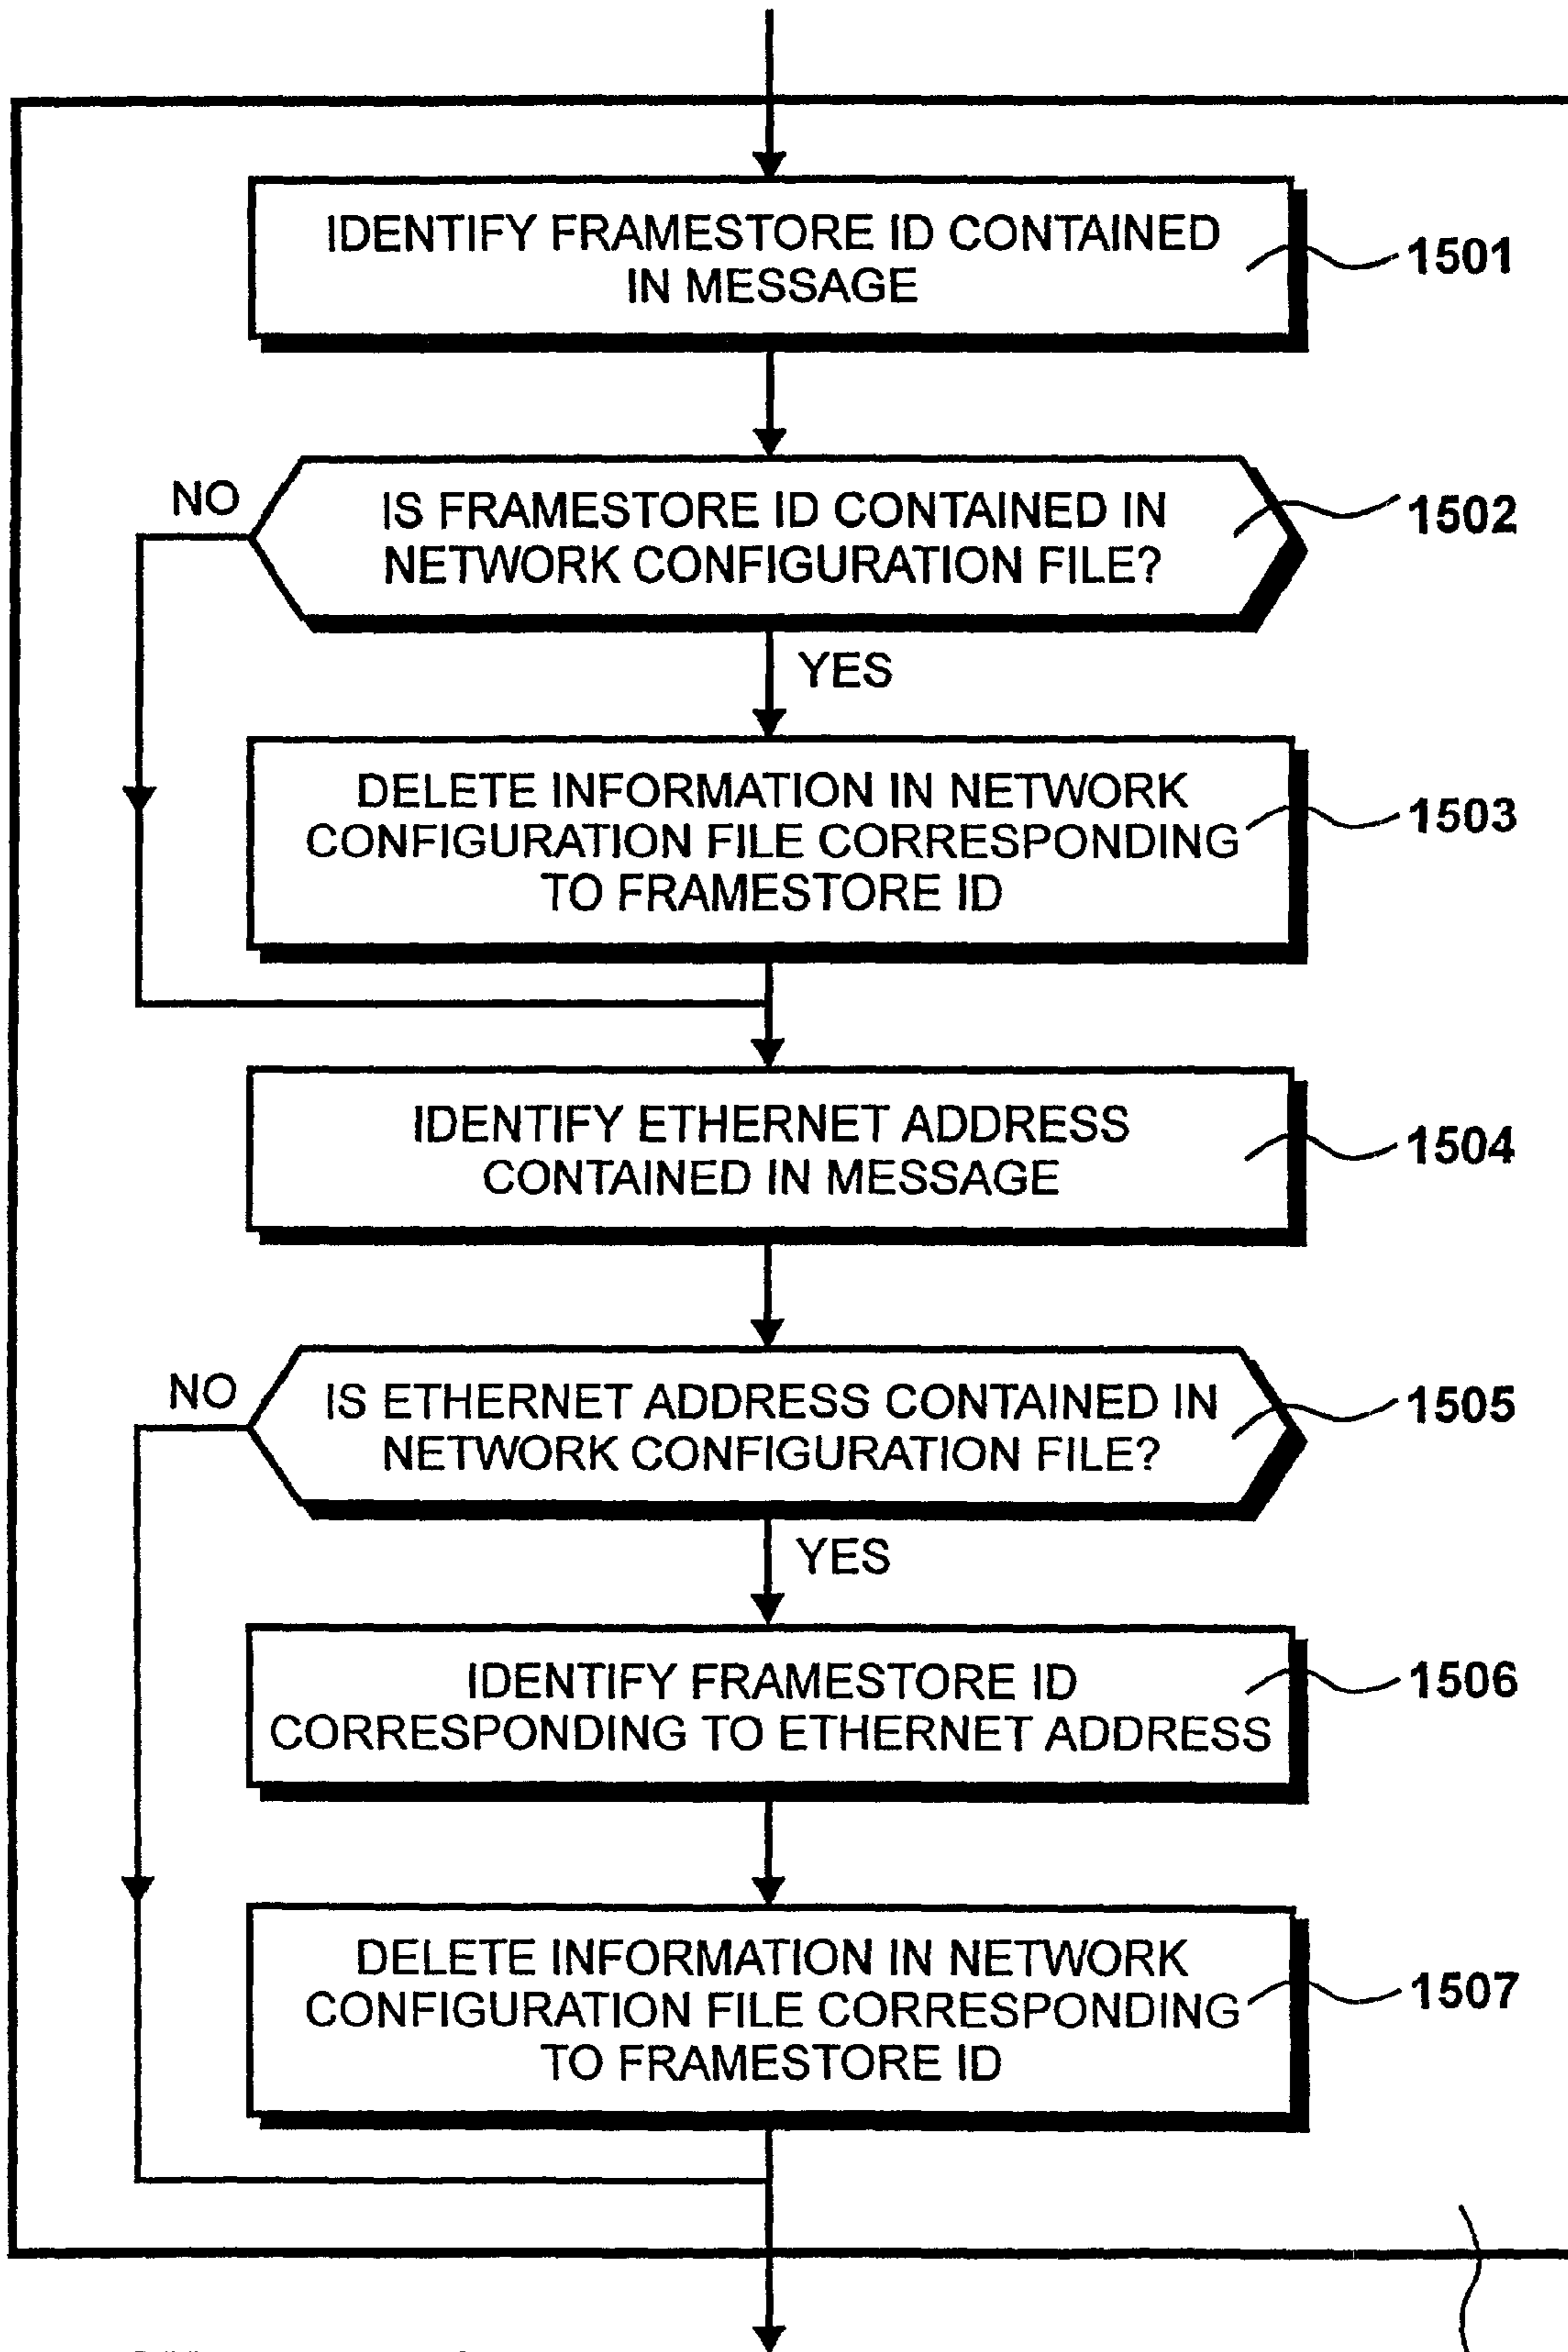 IDENTIFY FRAMESTORE ID CONTAINED
IN MESSAGE
1501
NO
IS FRAMESTORE ID CONTAINED IN
NETWORK CONFIGURATION FILE?
1502
YES
DELETE INFORMATION IN NETWORK
CONFIGURATION FILE CORRESPONDING
TO FRAMESTORE ID
1503
IDENTIFY ETHERNET ADDRESS
CONTAINED IN MESSAGE
1504
NO
IS ETHERNET ADDRESS CONTAINED IN
NETWORK CONFIGURATION FILE?
1505
YES
IDENTIFY FRAMESTORE ID
CORRESPONDING TO ETHERNET ADDRESS
1506
DELETE INFORMATION IN NETWORK
CONFIGURATION FILE CORRESPONDING
TO FRAMESTORE ID
1507